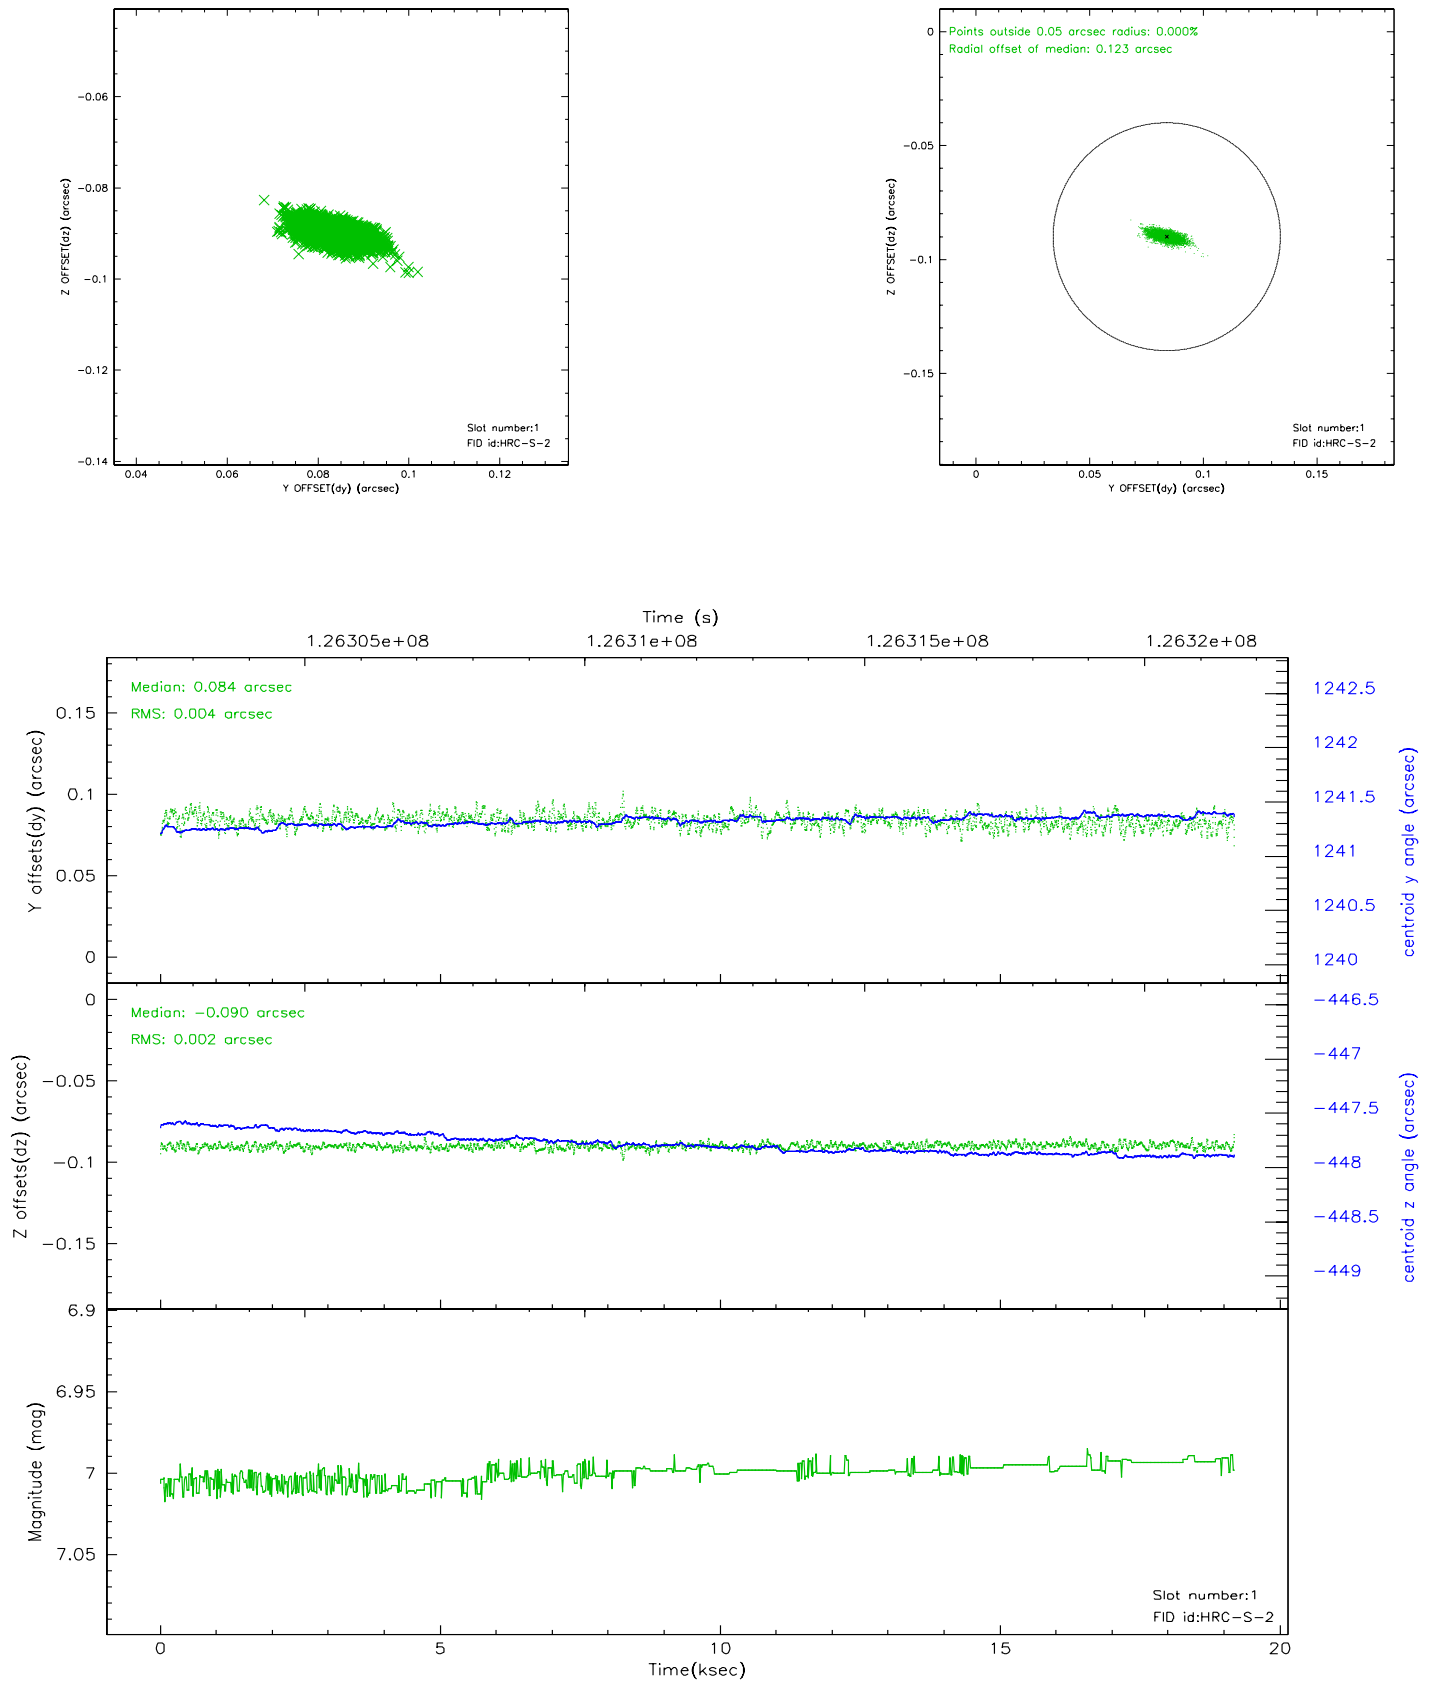 −0.06
−0.08
−0.1
−0.12
−0.14
Z OFFSET(dz) (arcsec)
Slot number:1
FID id:HRC−S−2
0.04 0.06 0.08 0.1 0.12
Y OFFSET(dy) (arcsec)
Points outside 0.05 arcsec radius: 0.000%
Radial offset of median: 0.123 arcsec
0
−0.05
−0.1
−0.15
Z OFFSET(dz) (arcsec)
Slot number:1
FID id:HRC−S−2
0 0.05 0.1 0.15
Y OFFSET(dy) (arcsec)
Time (s)
1.26305e+08 1.2631e+08 1.26315e+08 1.2632e+08
Median: 0.084 arcsec
RMS: 0.004 arcsec
0.15
0.1
0.05
0
Y offsets(dy) (arcsec)
1242.5
1242
1241.5
1241
1240.5
1240
centroid y angle (arcsec)
Median: −0.090 arcsec
RMS: 0.002 arcsec
0
−0.05
−0.1
−0.15
Z offsets(dz) (arcsec)
−446.5
−447
−447.5
−448
−448.5
−449
centroid z angle (arcsec)
6.9
6.95
7
7.05
Magnitude (mag)
Slot number:1
FID id:HRC−S−2
0 5 10 15 20
Time(ksec)